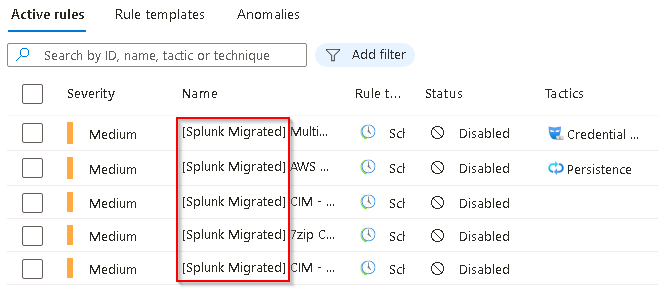 Active rules Rule templates Anomalies
Search by ID, name, tactic or technique Add filter
Severity Name Rule t... Status Tactics
Medium [Splunk Migrated] Multi... Sch Disabled Credential ...
Medium [Splunk Migrated] AWS ... Sch Disabled Persistence
Medium [Splunk Migrated] CIM - ... Sch Disabled
Medium [Splunk Migrated] 7zip C... Sch Disabled
Medium [Splunk Migrated] CIM - ... Sch Disabled